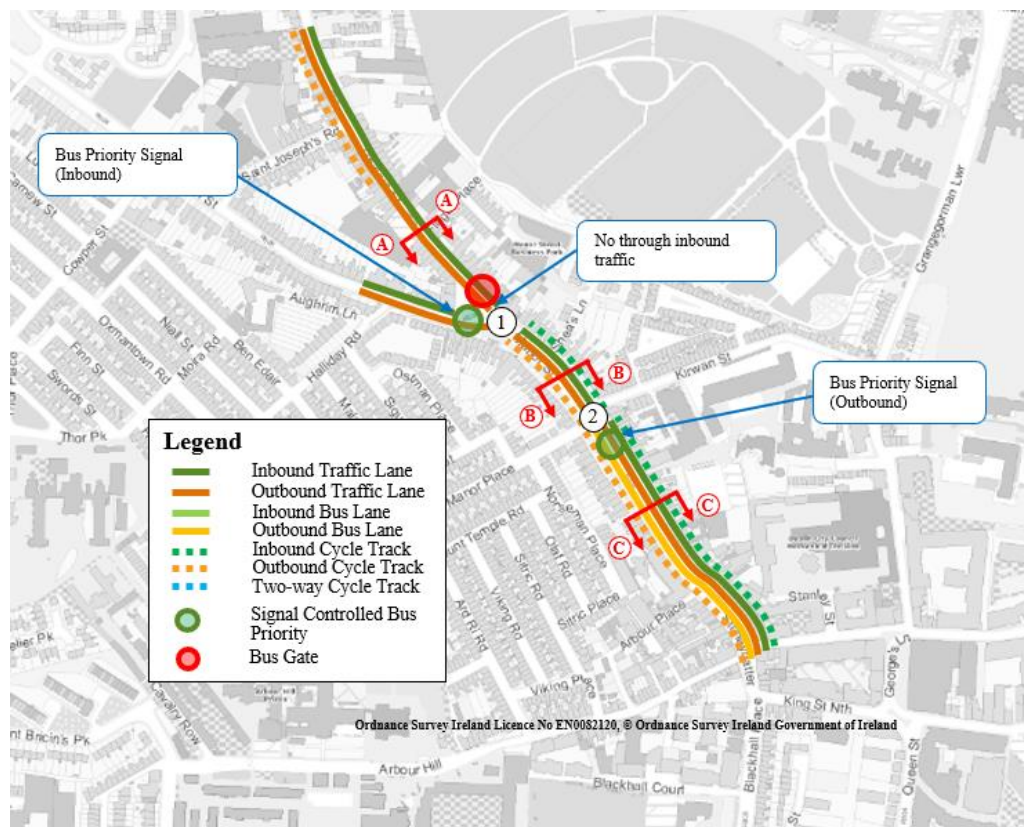 Saint Joseph's Rd
Bus Priority Signal
(Inbound)
A
A
No through inbound
traffic
Grangegorman Lwr
Carnew St
Cowper St
Aughrim Ln
1
Oxmantown Rd
Niall St
Mora Rd
Ben Edair
Halliday Rd
Finn St
Swords St
Ostman Place
Kirwan St
B
B
2
Bus Priority Signal
(Outbound)
Thor Pk
Manor Place
Norseman Place
C
C
Legend
Inbound Traffic Lane
Outbound Traffic Lane
Inbound Bus Lane
Outbound Bus Lane
Inbound Cycle Track
Outbound Cycle Track
Two-way Cycle Track
Signal Controlled Bus
Priority
Bus Gate
Olaf Rd
Sitric Rd
Viking Rd
Ard Ri Rd
Sitric Place
Arbour Place
Stanley St
George's Ln
Viking Place
King St Nth
Cavalry Row
Ordnance Survey Ireland Licence No EN0082120, © Ordnance Survey Ireland Government of Ireland
Arbour Hill
Blackhall Place
Blackhall Court
Queen St
St